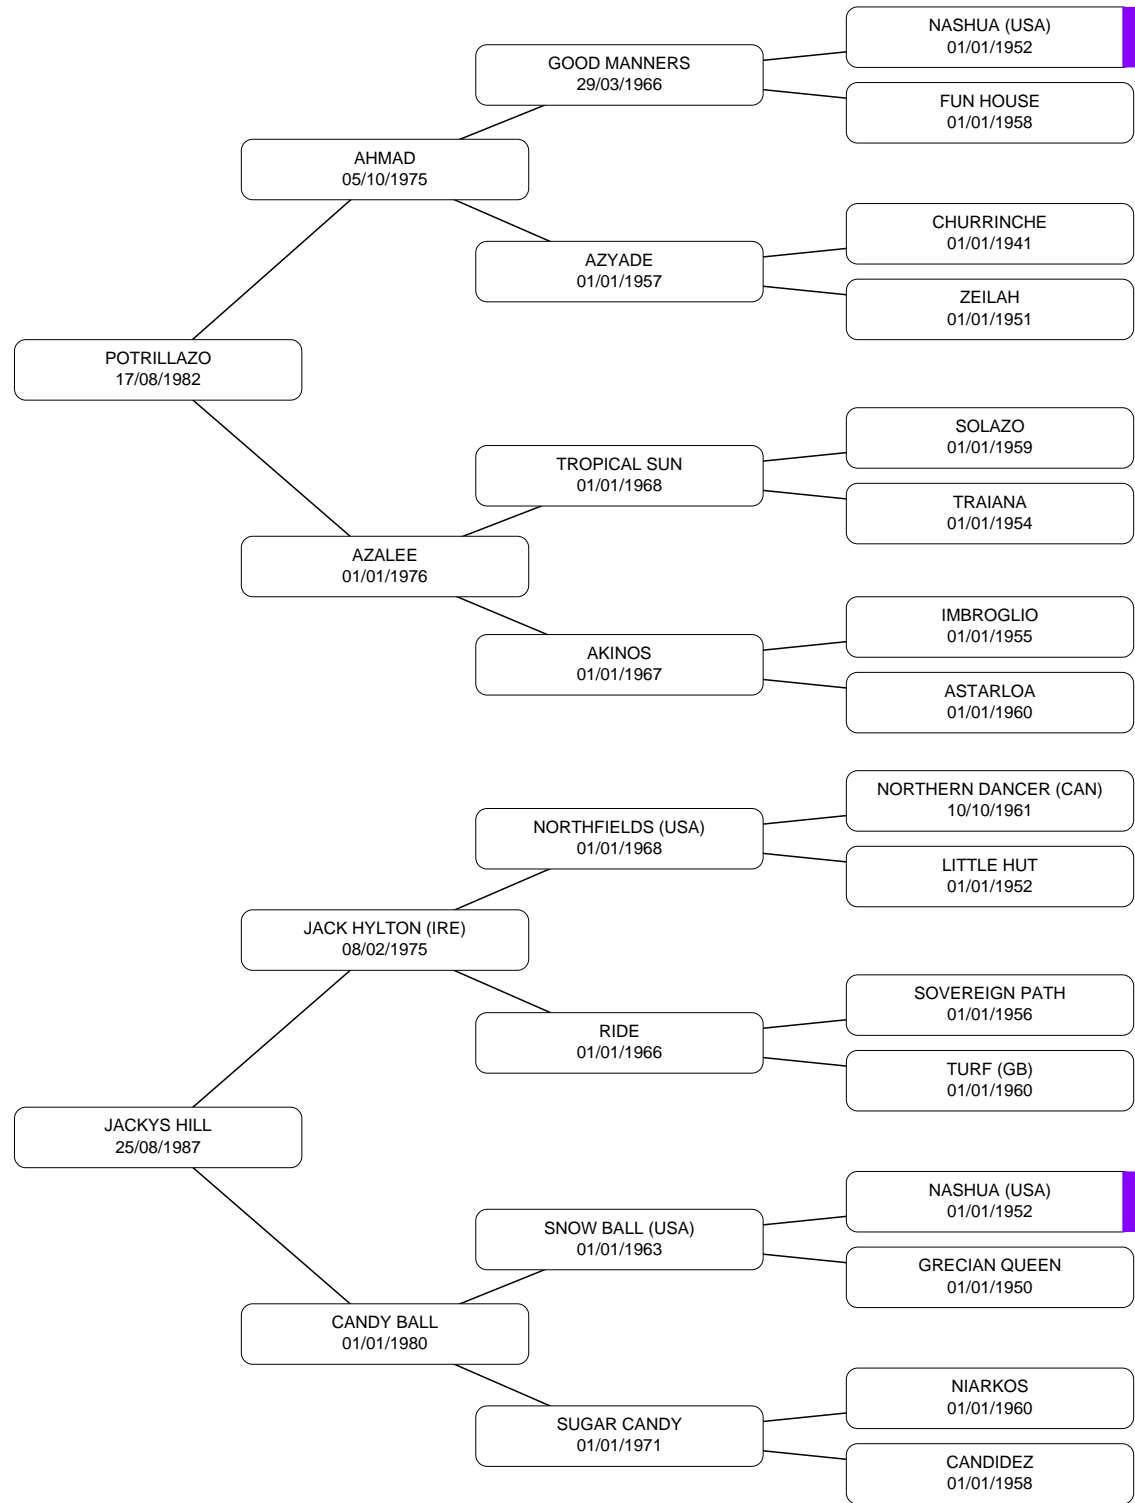 NASHUA (USA)
01/01/1952
GOOD MANNERS
29/03/1966
FUN HOUSE
01/01/1958
AHMAD
05/10/1975
CHURRINCHE
01/01/1941
AZYADE
01/01/1957
ZEILAH
01/01/1951
POTRILLAZO
17/08/1982
SOLAZO
01/01/1959
TROPICAL SUN
01/01/1968
TRAIANA
01/01/1954
AZALEE
01/01/1976
IMBROGLIO
01/01/1955
AKINOS
01/01/1967
ASTARLOA
01/01/1960
NORTHERN DANCER (CAN)
10/10/1961
NORTHFIELDS (USA)
01/01/1968
LITTLE HUT
01/01/1952
JACK HYLTON (IRE)
08/02/1975
SOVEREIGN PATH
01/01/1956
RIDE
01/01/1966
TURF (GB)
01/01/1960
JACKYS HILL
25/08/1987
NASHUA (USA)
01/01/1952
SNOW BALL (USA)
01/01/1963
GRECIAN QUEEN
01/01/1950
CANDY BALL
01/01/1980
NIARKOS
01/01/1960
SUGAR CANDY
01/01/1971
CANDIDEZ
01/01/1958